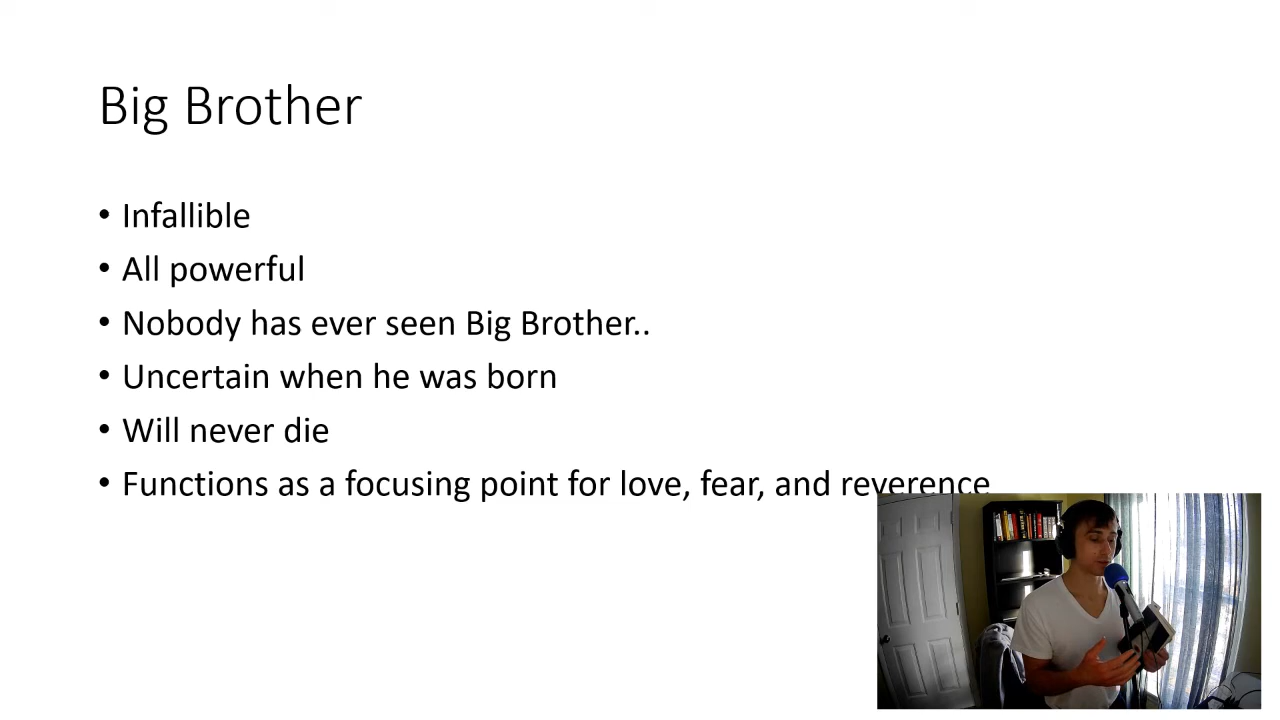 Big Brother
• Infallible
• All powerful
• Nobody has ever seen Big Brother..
• Uncertain when he was born
• Will never die
• Functions as a focusing point for love, fear, and reverence